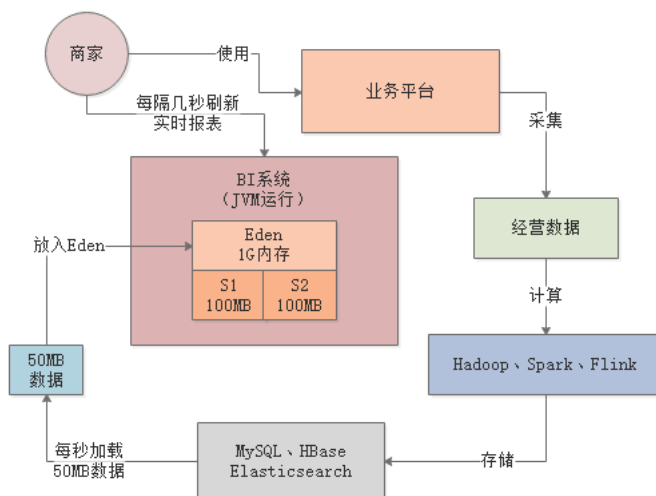 商家
使用
业务平台
每隔几秒刷新
实时报表
采集
BI系统
（JVM运行）
Eden
1G内存
S1
100MB
S2
100MB
放入Eden
经营数据
计算
50MB
数据
Hadoop、Spark、Flink
每秒加载
50MB数据
MySQL、HBase
Elasticsearch
存储